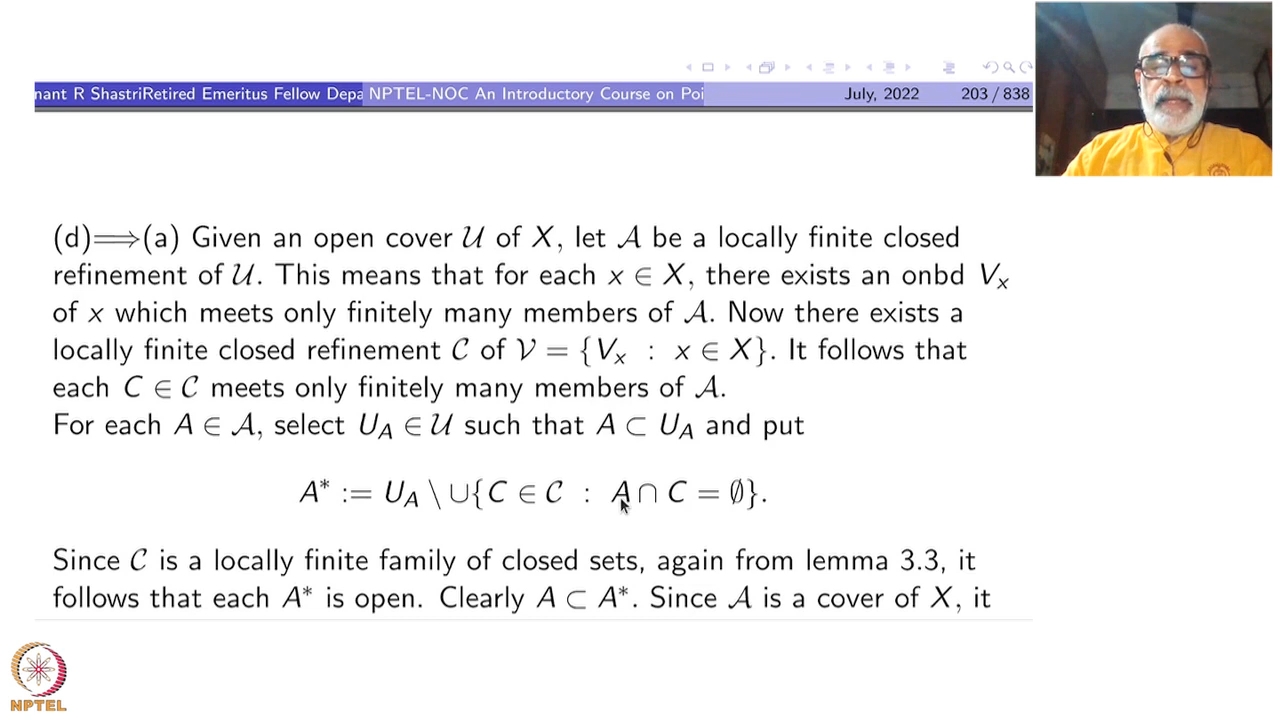 nant R ShastriRetired Emeritus Fellow Depa NPTEL-NOC An Introductory Course on Poi July, 2022 203 / 838
(d)⟹(a) Given an open cover 𝒰 of X, let 𝒜 be a locally finite closed
refinement of 𝒰. This means that for each x ∈ X, there exists an onbd Vₓ
of x which meets only finitely many members of 𝒜. Now there exists a
locally finite closed refinement 𝒞 of 𝒱 = {Vₓ : x ∈ X}. It follows that
each C ∈ 𝒞 meets only finitely many members of 𝒜.
For each A ∈ 𝒜, select U_A ∈ 𝒰 such that A ⊂ U_A and put
A* := U_A \ ∪{C ∈ 𝒞 : A ∩ C = ∅}.
Since 𝒞 is a locally finite family of closed sets, again from lemma 3.3, it
follows that each A* is open. Clearly A ⊂ A*. Since 𝒜 is a cover of X, it
NPTEL